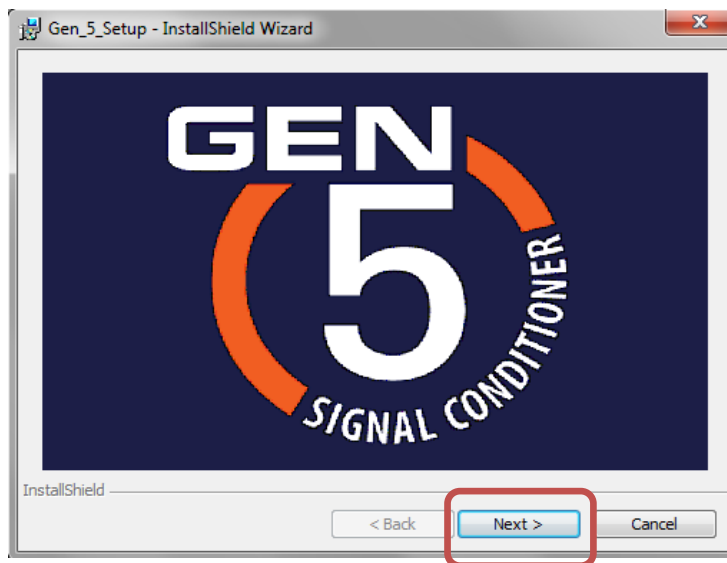 Gen_5_Setup - InstallShield Wizard
GEN
5
SIGNAL CONDITIONER
InstallShield
< Back
Next >
Cancel